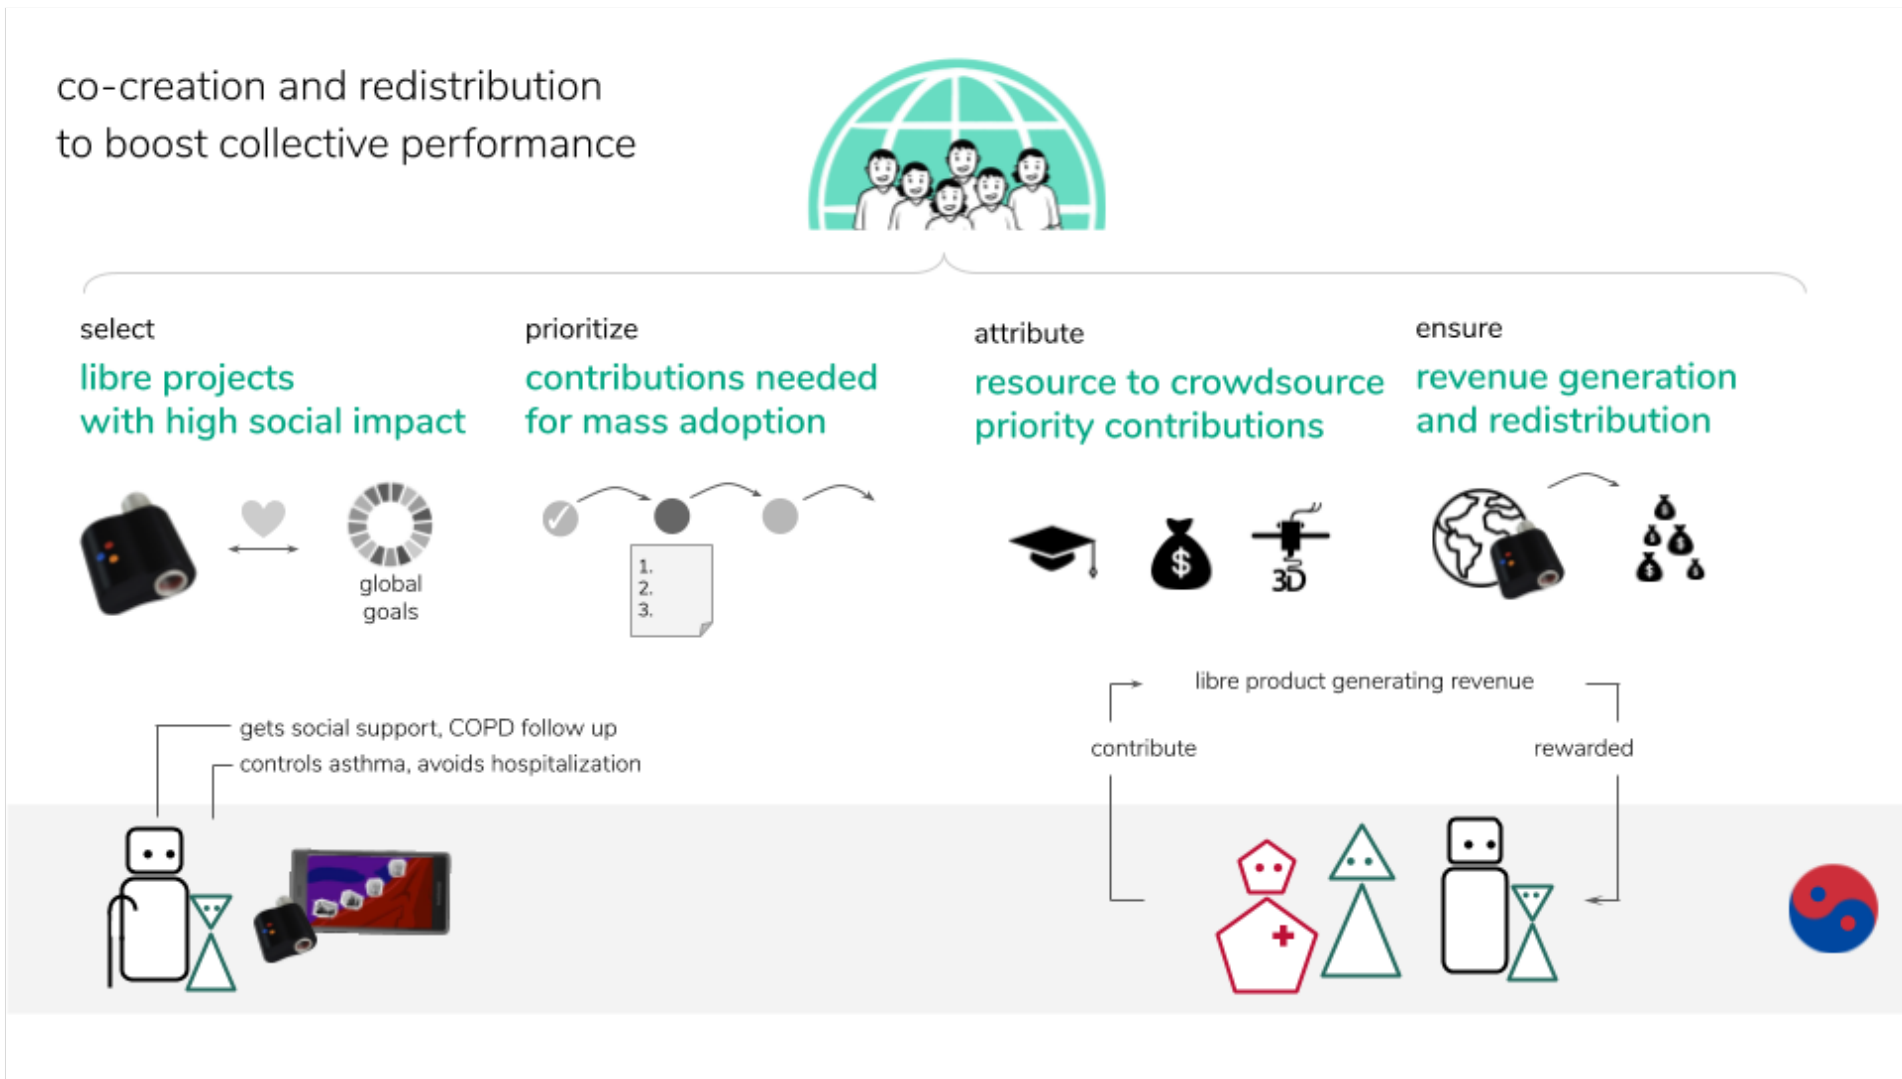 co-creation and redistribution
to boost collective performance
select
libre projects
with high social impact
prioritize
contributions needed
for mass adoption
attribute
resource to crowdsource
priority contributions
ensure
revenue generation
and redistribution
global
goals
1.
2.
3.
$
3D
libre product generating revenue
gets social support, COPD follow up
controls asthma, avoids hospitalization
contribute
rewarded